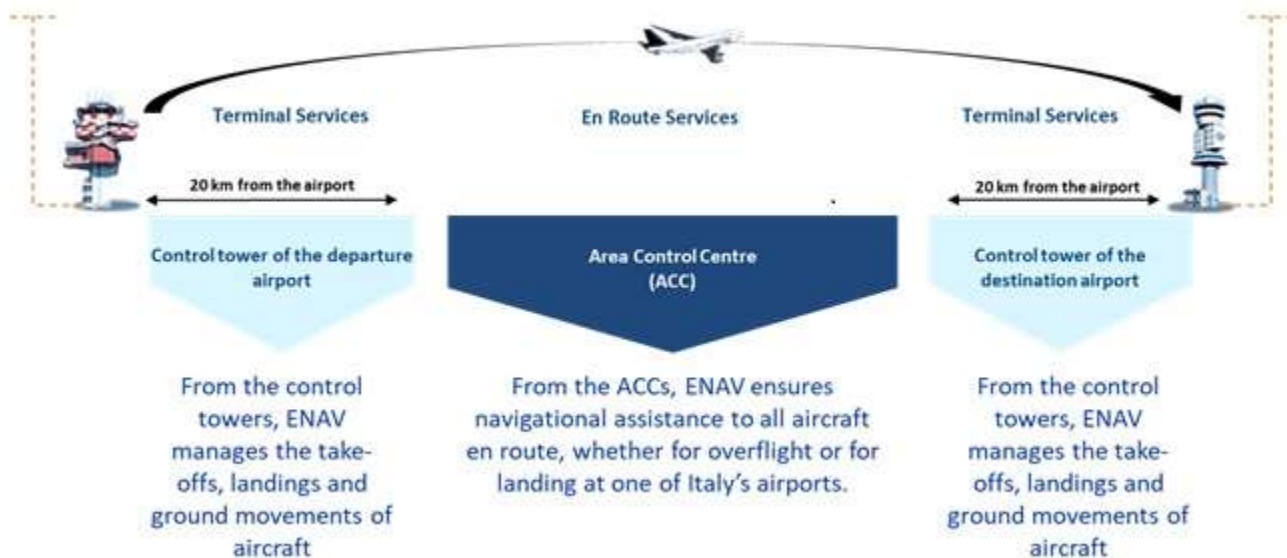 Terminal Services
En Route Services
Terminal Services
20 km from the airport
20 km from the airport
Control tower of the departure
airport
Area Control Centre
(ACC)
Control tower of the
destination airport
From the control
towers, ENAV
manages the take-
offs, landings and
ground movements of
aircraft
From the ACCs, ENAV ensures
navigational assistance to all aircraft
en route, whether for overflight or for
landing at one of Italy's airports.
From the control
towers, ENAV
manages the take-
offs, landings and
ground movements of
aircraft